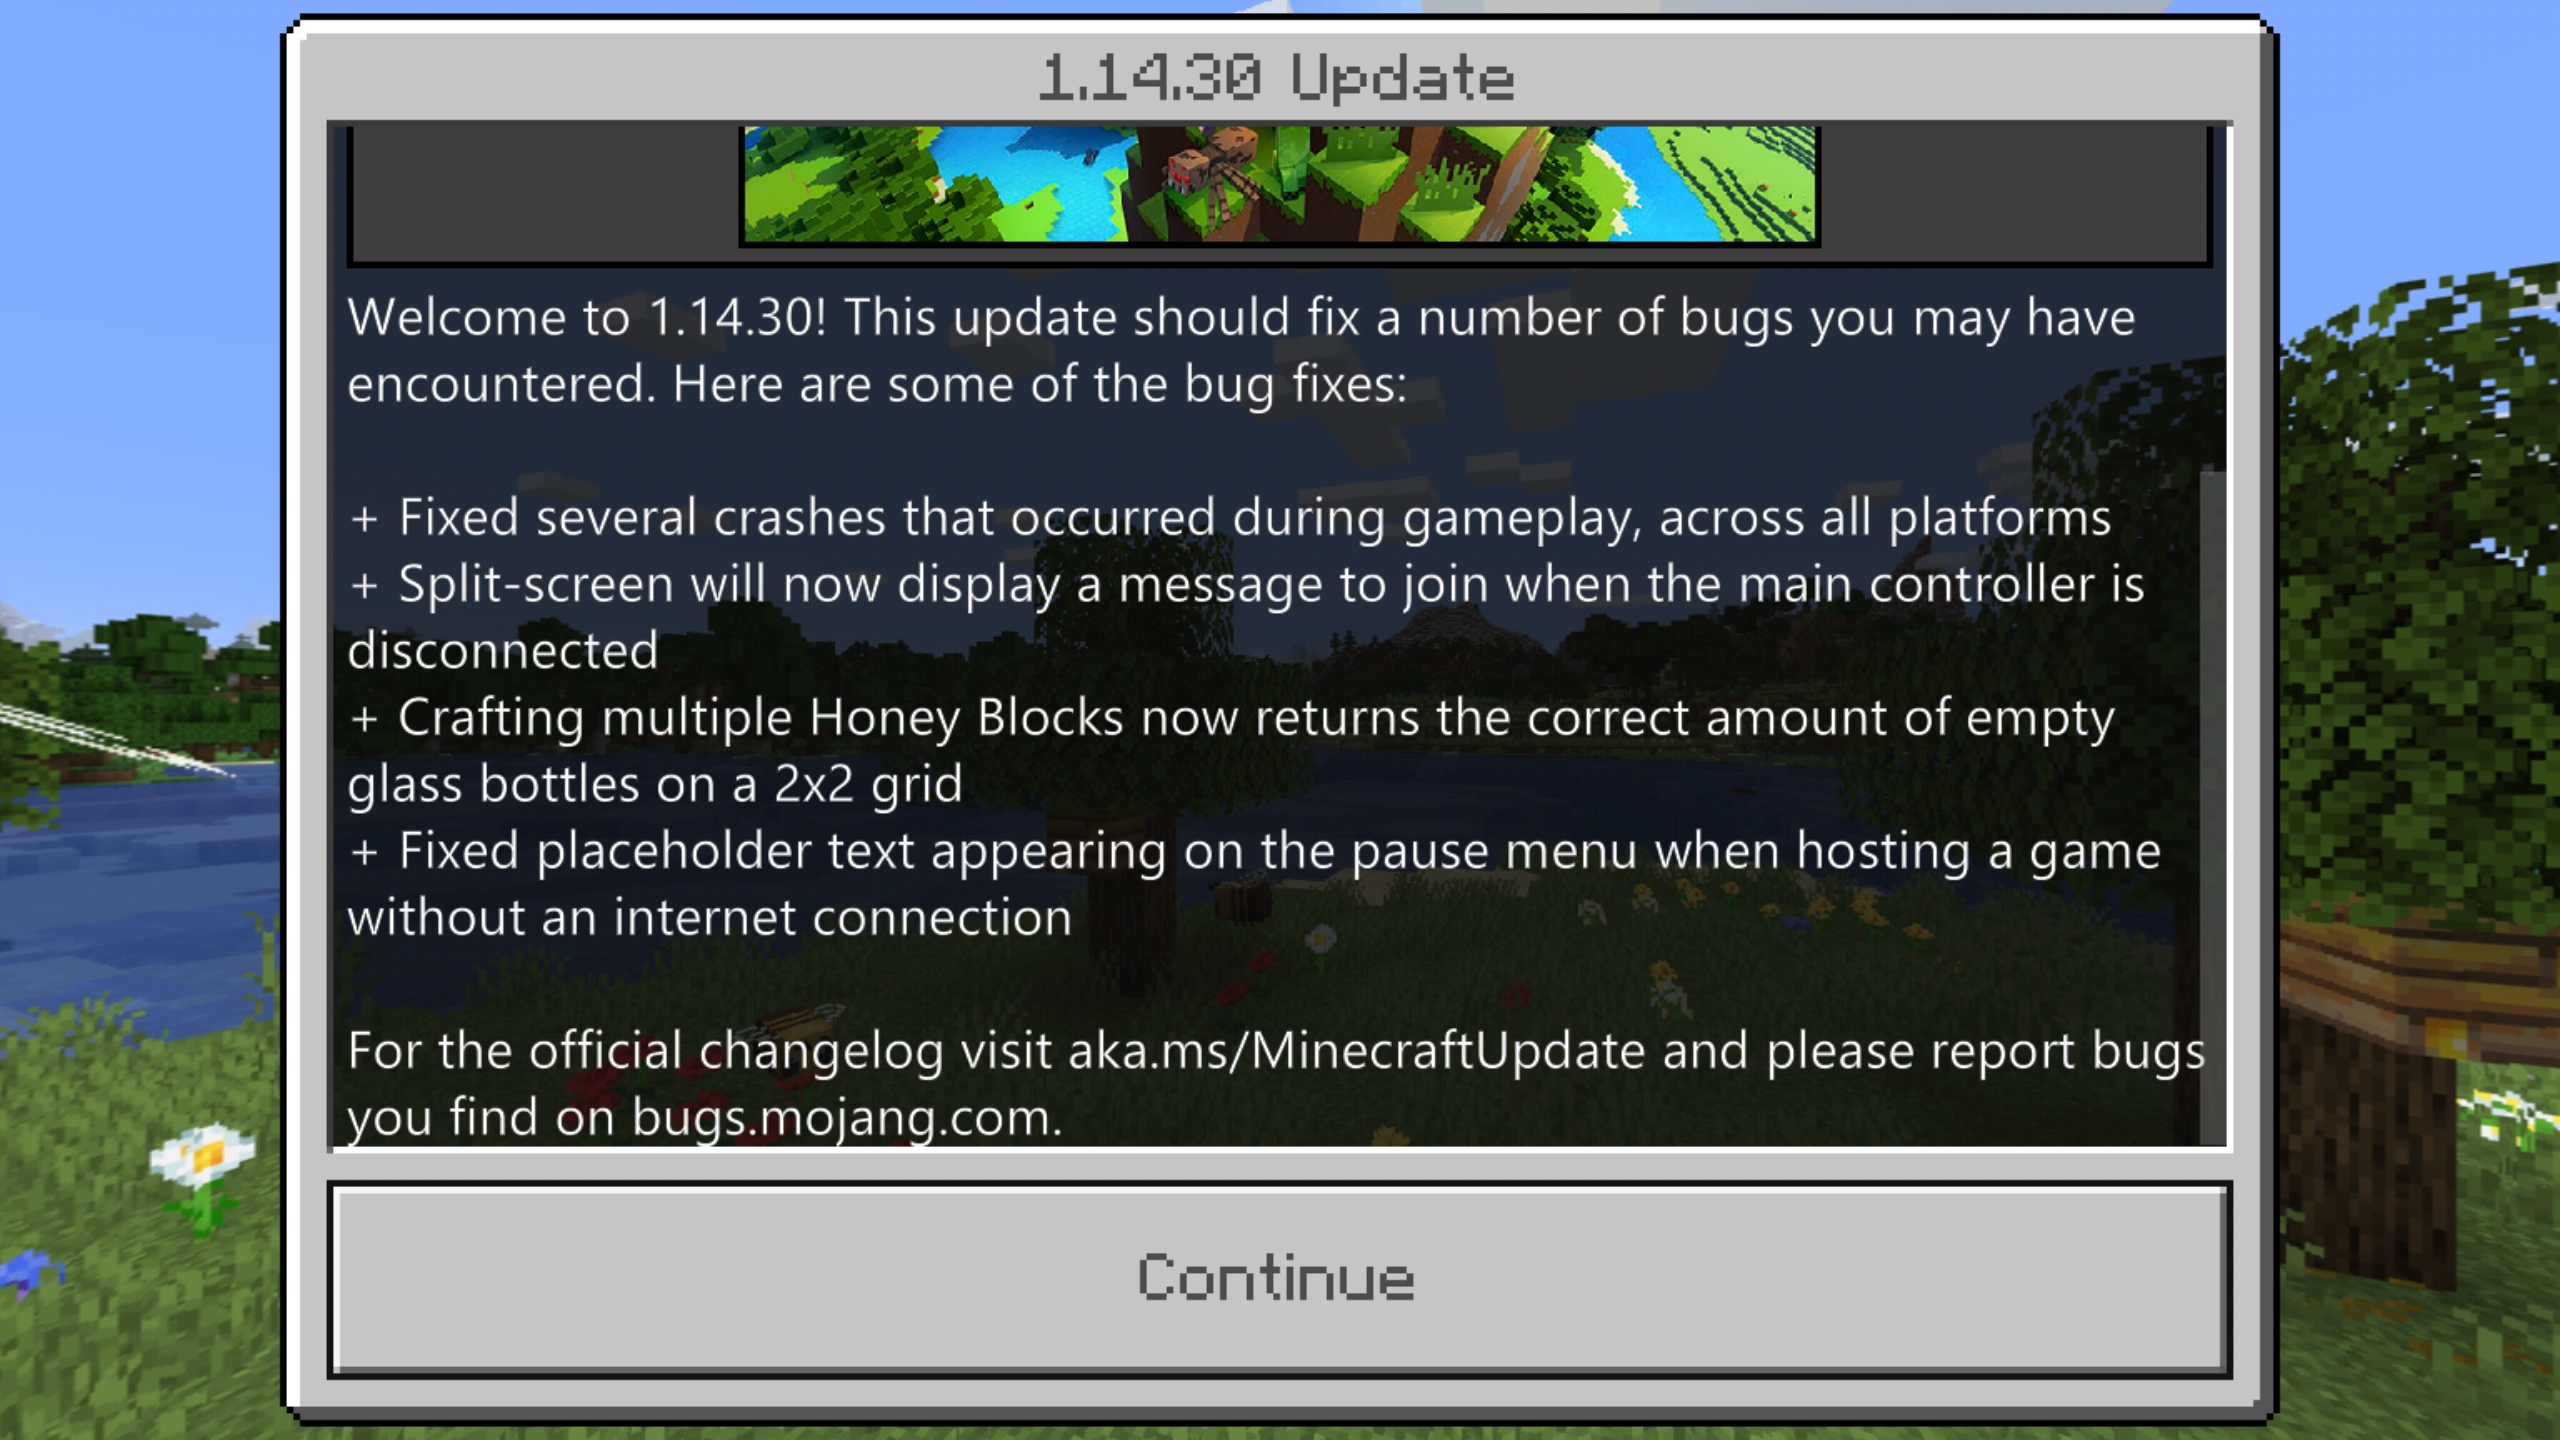 1.14.30 Update
Welcome to 1.14.30! This update should fix a number of bugs you may have
encountered. Here are some of the bug fixes:
+ Fixed several crashes that occurred during gameplay, across all platforms
+ Split-screen will now display a message to join when the main controller is
disconnected
+ Crafting multiple Honey Blocks now returns the correct amount of empty
glass bottles on a 2x2 grid
+ Fixed placeholder text appearing on the pause menu when hosting a game
without an internet connection
For the official changelog visit aka.ms/MinecraftUpdate and please report bugs
you find on bugs.mojang.com.
Continue